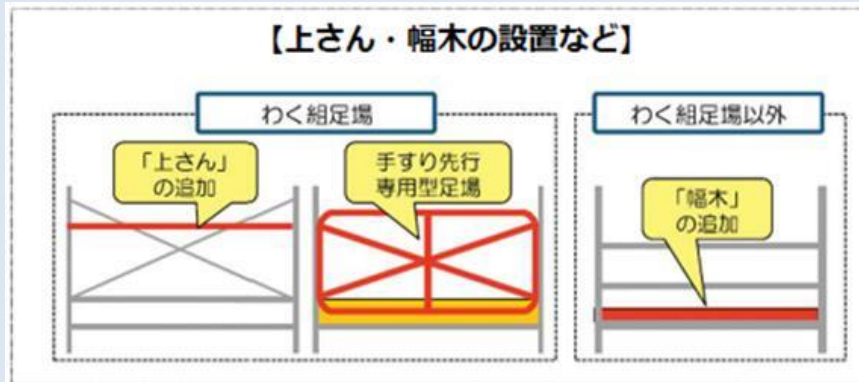 【上さん・幅木の設置など】
わく組足場
わく組足場以外
「上さん」
の追加
手すり先行
専用型足場
「幅木」
の追加